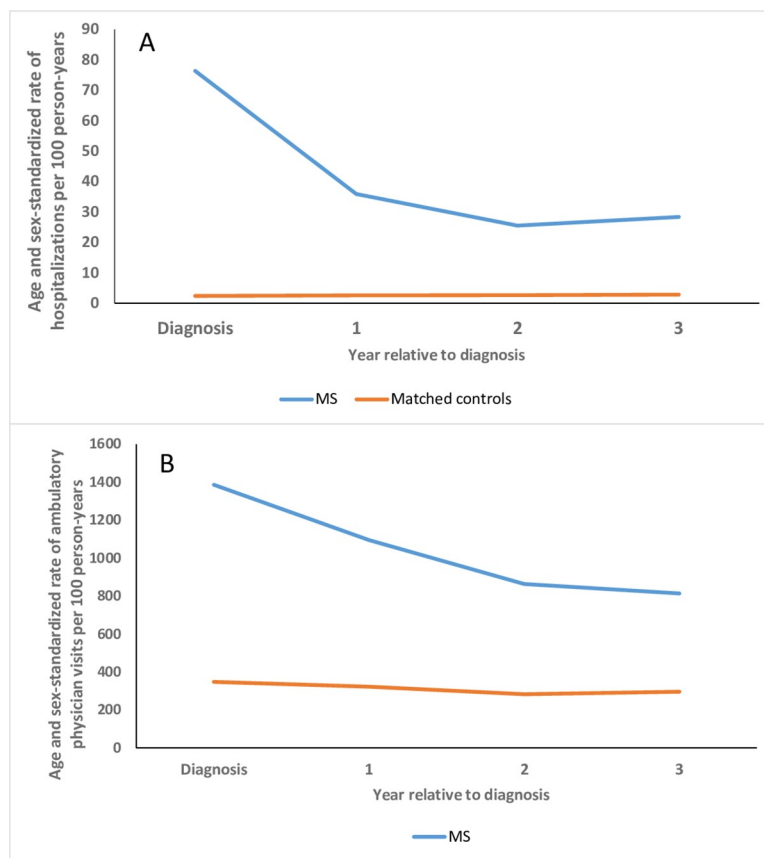 A
Age and sex-standardized rate of
hospitalizations per 100 person-years
90
80
70
60
50
40
30
20
10
0
Diagnosis 1 2 3
Year relative to diagnosis
MS Matched controls
B
Age and sex-standardized rate of ambulatory
physician visits per 100 person-years
1600
1400
1200
1000
800
600
400
200
0
Diagnosis 1 2 3
Year relative to diagnosis
MS